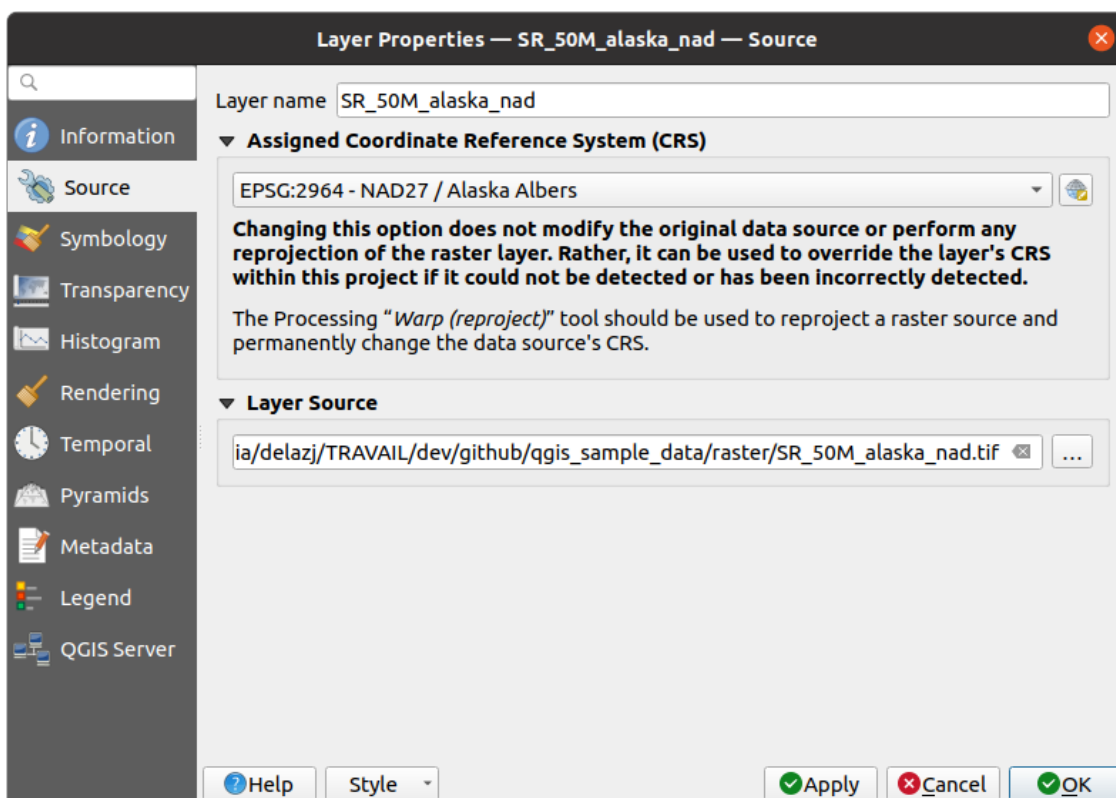 Layer Properties — SR_50M_alaska_nad — Source
Information
Source
Symbology
Transparency
Histogram
Rendering
Temporal
Pyramids
Metadata
Legend
QGIS Server
Layer name SR_50M_alaska_nad
Assigned Coordinate Reference System (CRS)
EPSG:2964 - NAD27 / Alaska Albers
Changing this option does not modify the original data source or perform any
reprojection of the raster layer. Rather, it can be used to override the layer's CRS
within this project if it could not be detected or has been incorrectly detected.
The Processing “Warp (reproject)” tool should be used to reproject a raster source and
permanently change the data source's CRS.
Layer Source
ia/delazj/TRAVAIL/dev/github/qgis_sample_data/raster/SR_50M_alaska_nad.tif
...
Help Style Apply Cancel OK